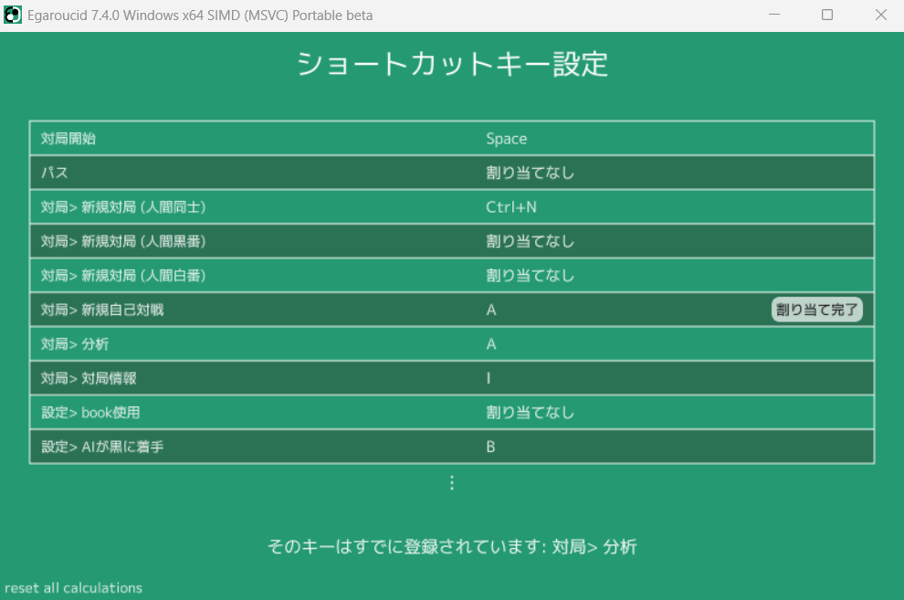 Egaroucid 7.4.0 Windows x64 SIMD (MSVC) Portable beta
ショートカットキー設定
対局開始 Space
パス 割り当てなし
対局> 新規対局 (人間同士) Ctrl+N
対局> 新規対局 (人間黒番) 割り当てなし
対局> 新規対局 (人間白番) 割り当てなし
対局> 新規自己対戦 A 割り当て完了
対局> 分析 A
対局> 対局情報 I
設定> book使用 割り当てなし
設定> AIが黒に着手 B
⋮
そのキーはすでに登録されています: 対局> 分析
reset all calculations